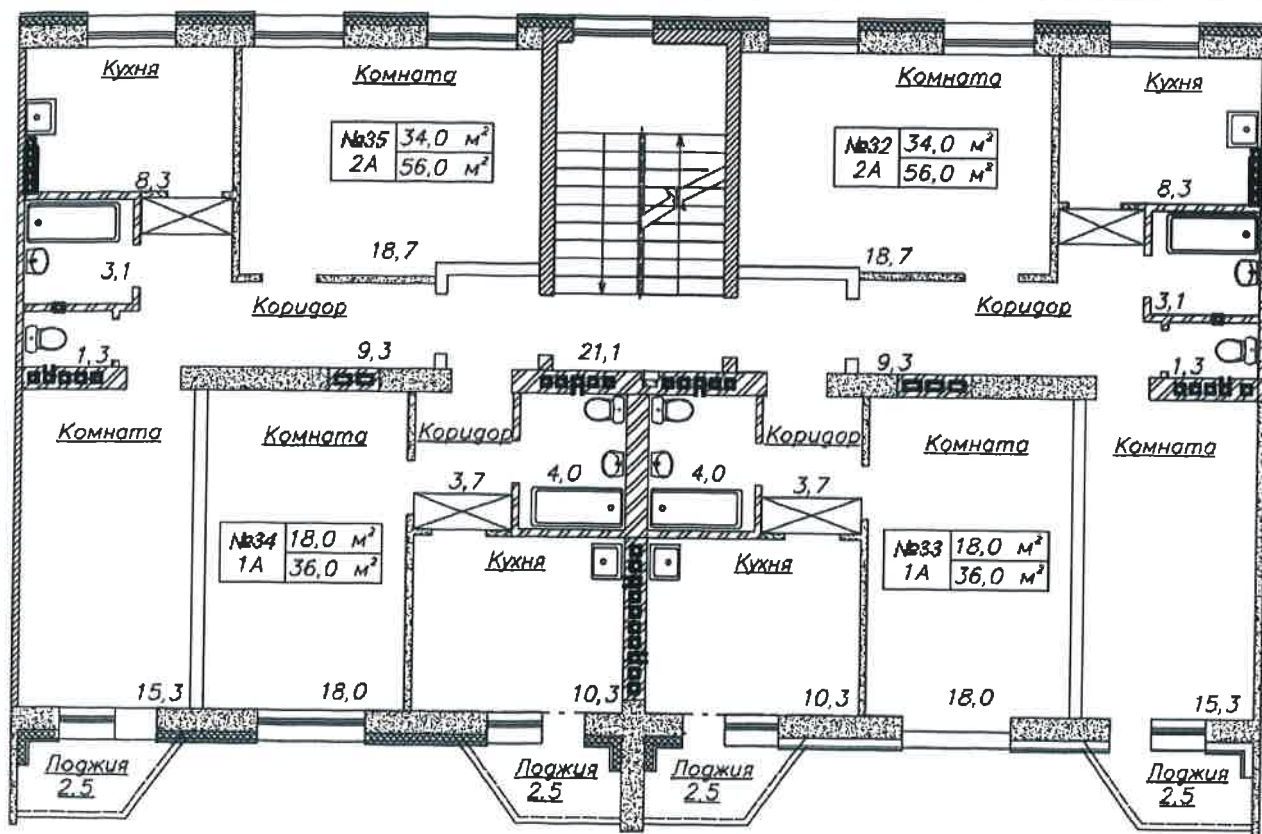 Кухня
Комната
Комната
Кухня
№35 34,0 м²
2А 56,0 м²
№32 34,0 м²
2А 56,0 м²
8,3
8,3
18,7
18,7
3,1
3,1
Коридор
Коридор
1,3
9,3
21,1
9,3
1,3
Комната
Комната
Коридор
Коридор
Комната
Комната
3,7
4,0
4,0
3,7
№34 18,0 м²
1А 36,0 м²
Кухня
Кухня
№33 18,0 м²
1А 36,0 м²
15,3
18,0
10,3
10,3
18,0
15,3
Лоджия
2,5
Лоджия
2,5
Лоджия
2,5
Лоджия
2,5